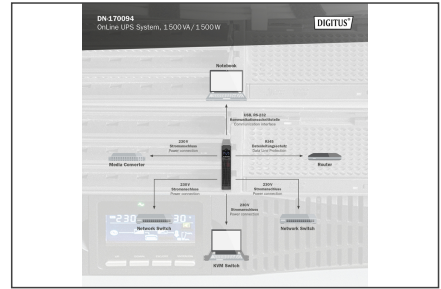 DN-170094
OnLine UPS System, 1500VA/1500W
DIGITUS®
Notebook
USB, RS-232
Kommunikationsschnittstelle
Communication interface
230V
Stromanschluss
Power connection
Media Converter
RJ45
Datenleitungsschutz
Data Line Protection
Router
230V
Stromanschluss
Power connection
230V
Stromanschluss
Power connection
Network Switch
230V
Stromanschluss
Power connection
Network Switch
KVM Switch
230
30